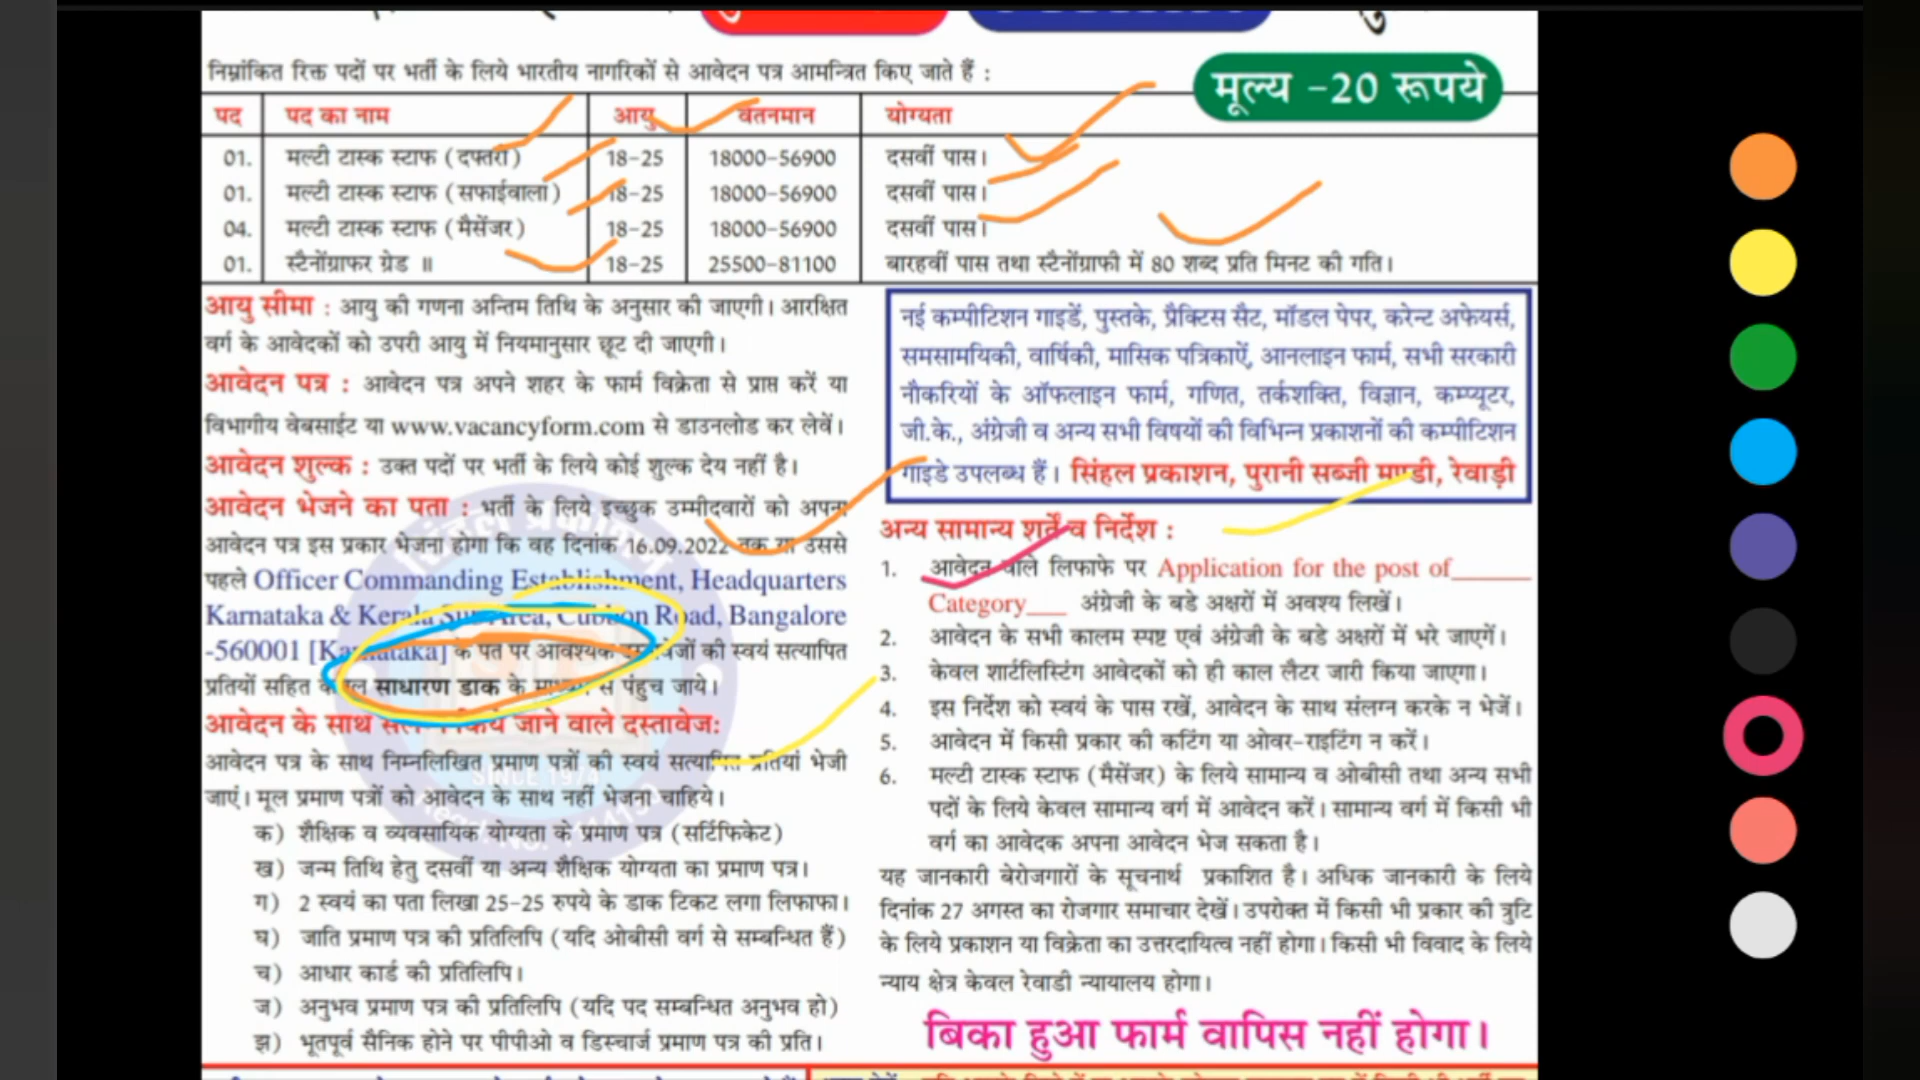 निम्नांकित रिक्त पदों पर भर्ती के लिये भारतीय नागरिकों से आवेदन पत्र आमन्त्रित किए जाते हैं :
मूल्य -20 रूपये
पद पद का नाम आयु वेतनमान योग्यता
01. मल्टी टास्क स्टाफ (दफ्तरी) 18-25 18000-56900 दसवीं पास।
01. मल्टी टास्क स्टाफ (सफाईवाला) 18-25 18000-56900 दसवीं पास।
04. मल्टी टास्क स्टाफ (मैसेंजर) 18-25 18000-56900 दसवीं पास।
01. स्टैनोंग्राफर ग्रेड ॥ 18-25 25500-81100 बारहवीं पास तथा स्टैनोंग्राफी में 80 शब्द प्रति मिनट की गति।
आयु सीमा : आयु की गणना अन्तिम तिथि के अनुसार की जाएगी। आरक्षित
वर्ग के आवेदकों को उपरी आयु में नियमानुसार छूट दी जाएगी।
आवेदन पत्र : आवेदन पत्र अपने शहर के फार्म विक्रेता से प्राप्त करें या
विभागीय वेबसाईट या www.vacancyform.com से डाउनलोड कर लेवें।
आवेदन शुल्क : उक्त पदों पर भर्ती के लिये कोई शुल्क देय नहीं है।
आवेदन भेजने का पता : भर्ती के लिये इच्छुक उम्मीदवारों को अपना
आवेदन पत्र इस प्रकार भेजना होगा कि वह दिनांक 16.09.2022 तक या उससे
पहले Officer Commanding Establishment, Headquarters
Karnataka & Kerala Sub Area, Cubbon Road, Bangalore
-560001 [Karnataka] के पते पर आवश्यक दस्तावेजों की स्वयं सत्यापित
प्रतियों सहित केवल साधारण डाक के माध्यम से पंहुच जाये।
आवेदन के साथ संलग्न किये जाने वाले दस्तावेज:
आवेदन पत्र के साथ निम्नलिखित प्रमाण पत्रों की स्वयं सत्यापित प्रतियां भेजी
जाएं। मूल प्रमाण पत्रों को आवेदन के साथ नहीं भेजना चाहिये।
क) शैक्षिक व व्यवसायिक योग्यता के प्रमाण पत्र (सर्टिफिकेट)
ख) जन्म तिथि हेतु दसवीं या अन्य शैक्षिक योग्यता का प्रमाण पत्र।
ग) 2 स्वयं का पता लिखा 25-25 रुपये के डाक टिकट लगा लिफाफा।
घ) जाति प्रमाण पत्र की प्रतिलिपि (यदि ओबीसी वर्ग से सम्बन्धित हैं)
च) आधार कार्ड की प्रतिलिपि।
ज) अनुभव प्रमाण पत्र की प्रतिलिपि (यदि पद सम्बन्धित अनुभव हो)
झ) भूतपूर्व सैनिक होने पर पीपीओ व डिस्चार्ज प्रमाण पत्र की प्रति।
नई कम्पीटिशन गाइडें, पुस्तके, प्रैक्टिस सैट, मॉडल पेपर, करेन्ट अफेयर्स,
समसामयिकी, वार्षिकी, मासिक पत्रिकाऐं, आनलाइन फार्म, सभी सरकारी
नौकरियों के ऑफलाइन फार्म, गणित, तर्कशक्ति, विज्ञान, कम्प्यूटर,
जी.के., अंग्रेजी व अन्य सभी विषयों की विभिन्न प्रकाशनों की कम्पीटिशन
गाइडे उपलब्ध हैं। सिंहल प्रकाशन, पुरानी सब्जी मण्डी, रेवाड़ी
अन्य सामान्य शर्तें व निर्देश :
1. आवेदन वाले लिफाफे पर Application for the post of______
Category___ अंग्रेजी के बडे अक्षरों में अवश्य लिखें।
2. आवेदन के सभी कालम स्पष्ट एवं अंग्रेजी के बडे अक्षरों में भरे जाएगें।
3. केवल शार्टलिस्टिंग आवेदकों को ही काल लैटर जारी किया जाएगा।
4. इस निर्देश को स्वयं के पास रखें, आवेदन के साथ संलग्न करके न भेजें।
5. आवेदन में किसी प्रकार की कटिंग या ओवर-राइटिंग न करें।
6. मल्टी टास्क स्टाफ (मैसेंजर) के लिये सामान्य व ओबीसी तथा अन्य सभी
पदों के लिये केवल सामान्य वर्ग में आवेदन करें। सामान्य वर्ग में किसी भी
वर्ग का आवेदक अपना आवेदन भेज सकता है।
यह जानकारी बेरोजगारों के सूचनार्थ प्रकाशित है। अधिक जानकारी के लिये
दिनांक 27 अगस्त का रोजगार समाचार देखें। उपरोक्त में किसी भी प्रकार की त्रुटि
के लिये प्रकाशन या विक्रेता का उत्तरदायित्व नहीं होगा। किसी भी विवाद के लिये
न्याय क्षेत्र केवल रेवाडी न्यायालय होगा।
बिका हुआ फार्म वापिस नहीं होगा।